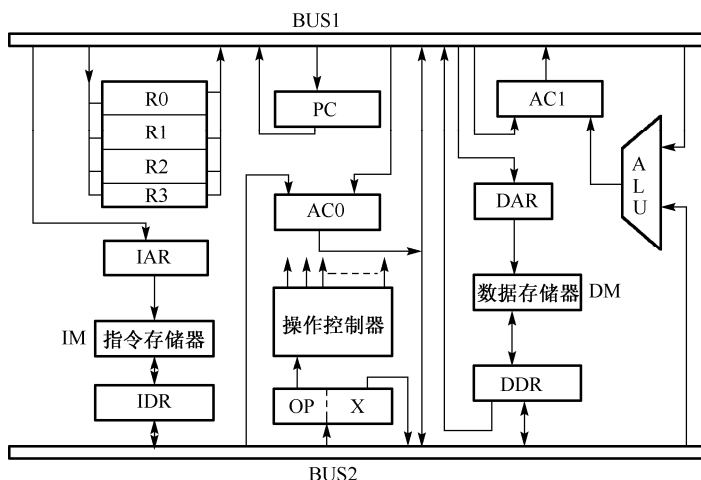 BUS1
R0
R1
R2
R3
PC
AC1
ALU
AC0
DAR
IAR
IM
指令存储器
操作控制器
数据存储器
DM
IDR
OP
X
DDR
BUS2